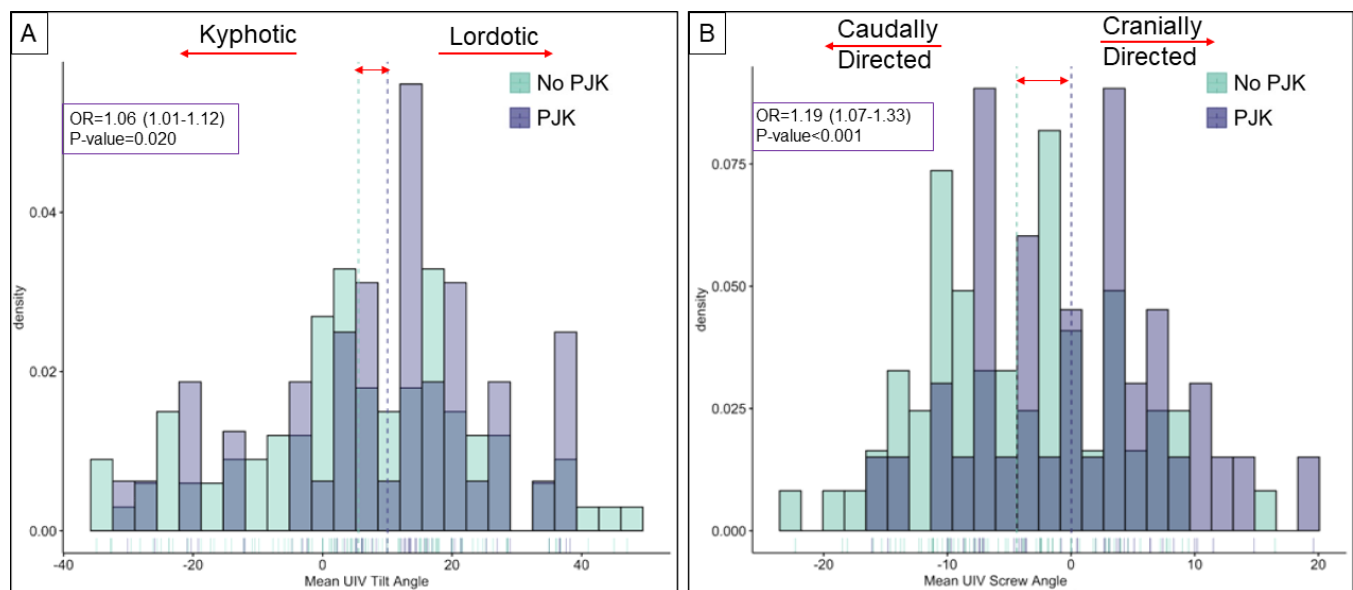 A
Kyphotic
Lordotic
No PJK
PJK
OR=1.06 (1.01-1.12)
P-value=0.020
density
0.04
0.02
0.00
-40
-20
0
20
40
Mean UIV Tilt Angle
B
Caudally
Directed
Cranially
Directed
No PJK
PJK
OR=1.19 (1.07-1.33)
P-value<0.001
density
0.075
0.050
0.025
0.000
-20
-10
0
10
20
Mean UIV Screw Angle